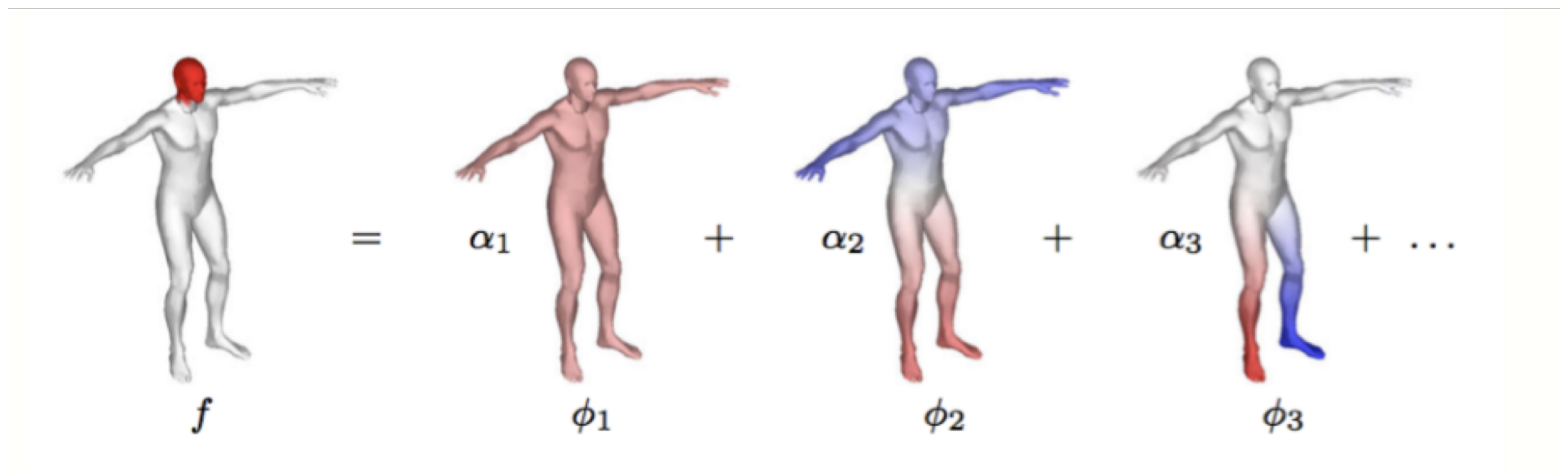 = α₁ + α₂ + α₃ + ...
f ϕ₁ ϕ₂ ϕ₃